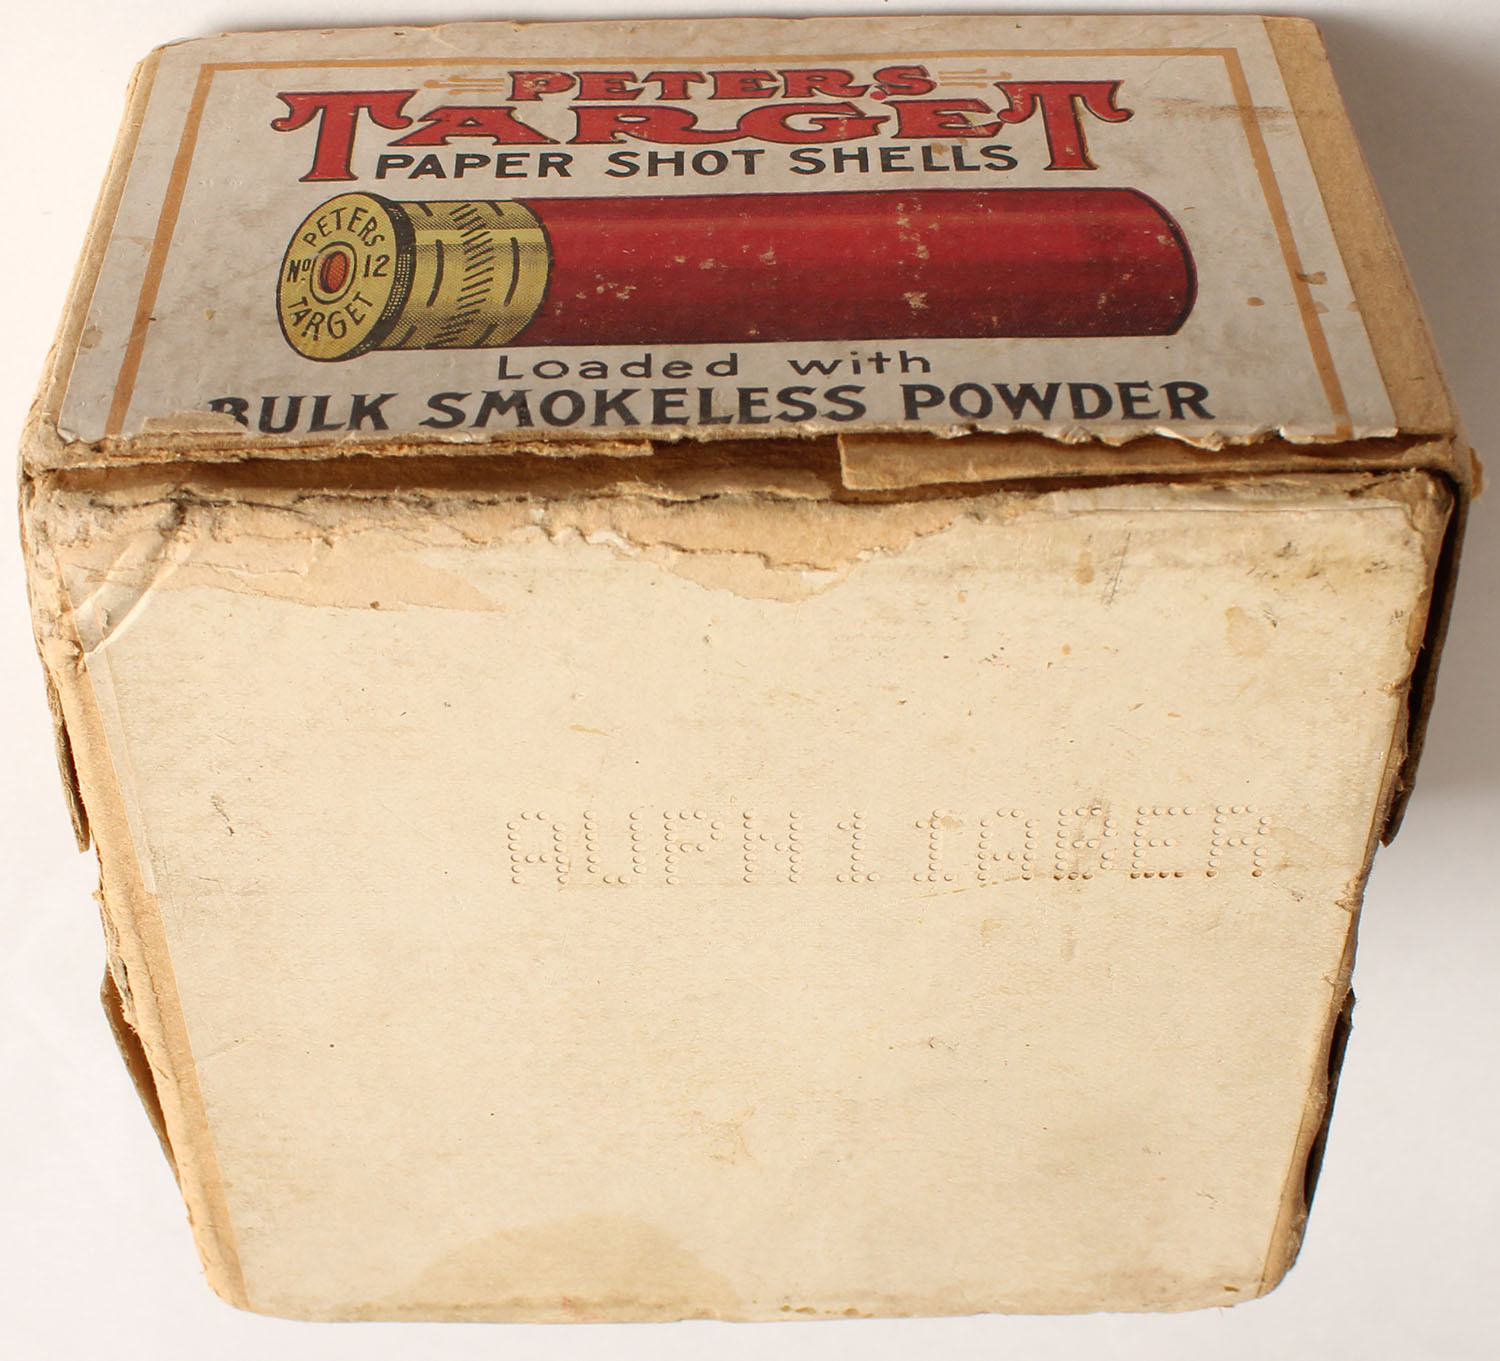 PETERS
TARGET
PAPER SHOT SHELLS
PETERS
No. 12
TARGET
Loaded with
BULK SMOKELESS POWDER